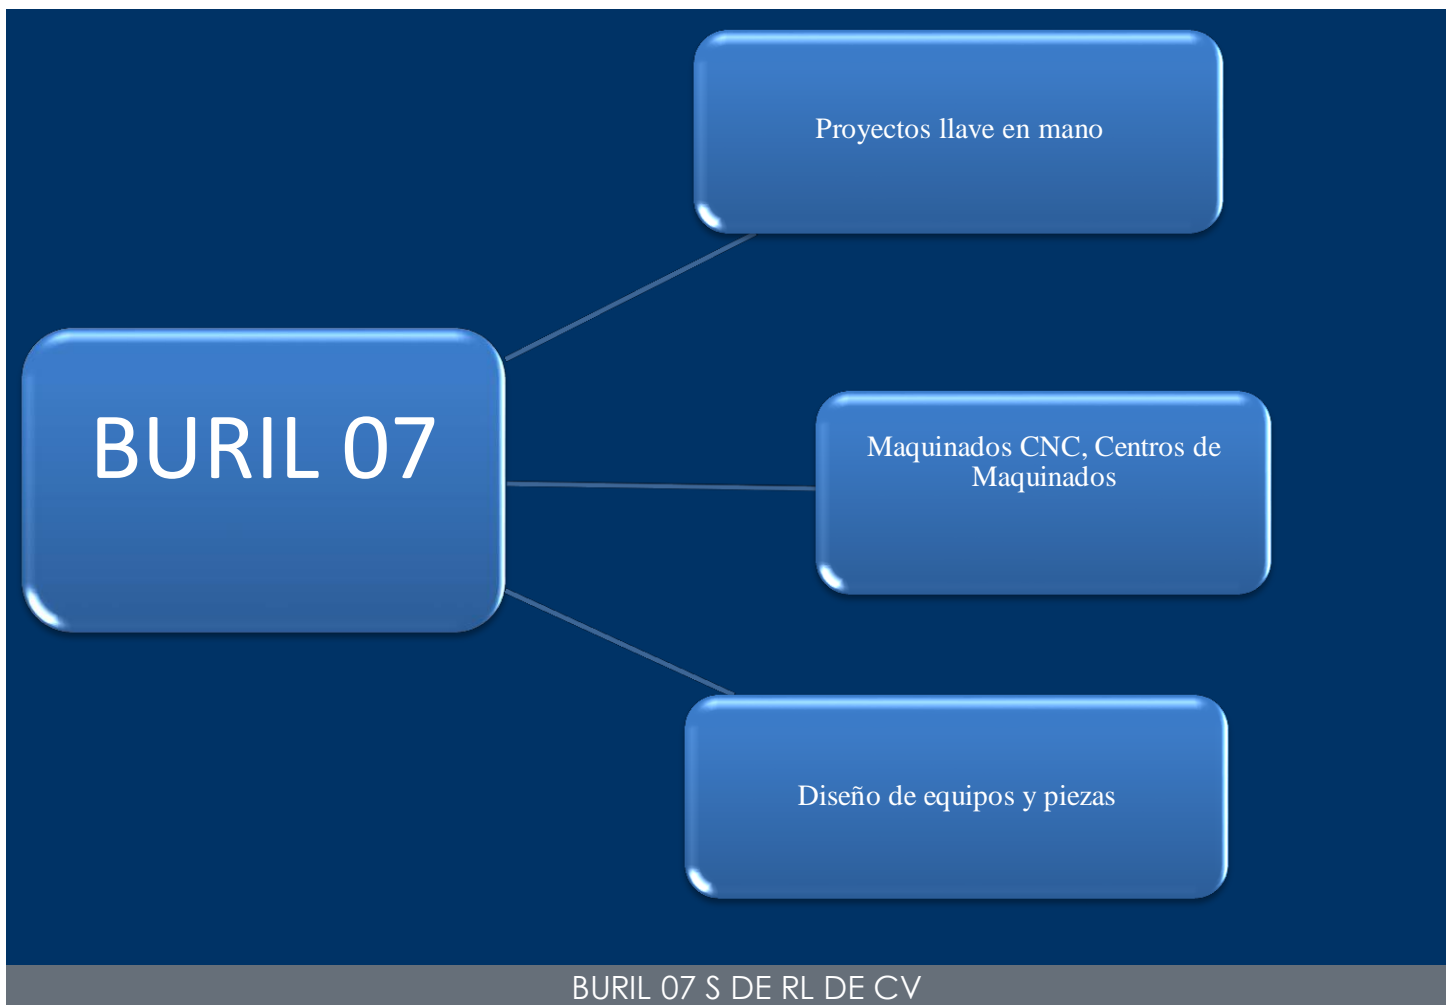 Proyectos llave en mano
BURIL 07
Maquinados CNC, Centros de
Maquinados
Diseño de equipos y piezas
BURIL 07 S DE RL DE CV